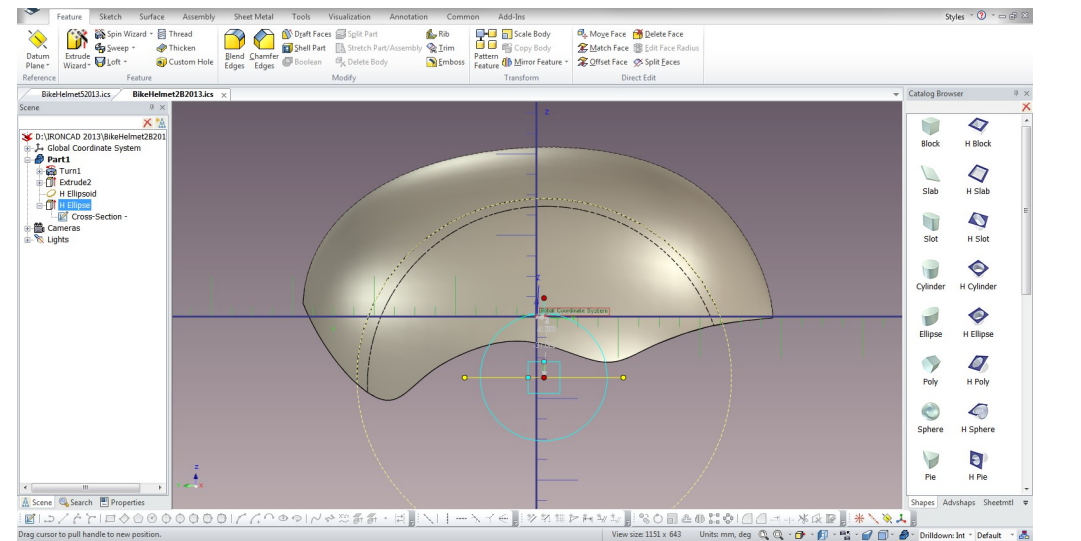 Feature Sketch Surface Assembly Sheet Metal Tools Visualization Annotation Common Add-Ins Styles
Datum Plane
Extrude Wizard
Spin Wizard
Sweep
Loft
Thread
Thicken
Custom Hole
Blend Edges
Chamfer Edges
Draft Faces
Shell Part
Boolean
Split Part
Stretch Part/Assembly
Delete Body
Rib
Trim
Emboss
Pattern Feature
Scale Body
Copy Body
Mirror Feature
Move Face
Match Face
Offset Face
Delete Face
Edit Face Radius
Split Faces
Reference Feature Modify Transform Direct Edit
BikeHelmet52013.ics BikeHelmet2B2013.ics x
Scene
D:\IRONCAD 2013\BikeHelmet2B201
Global Coordinate System
Part1
Turn1
Extrude2
H Ellipsoid
H Ellipse
Cross-Section -
Cameras
Lights
Z
Z
Global Coordinate System
Z
Catalog Browser
Block H Block
Slab H Slab
Slot H Slot
Cylinder H Cylinder
Ellipse H Ellipse
Poly H Poly
Sphere H Sphere
Pie H Pie
Scene Search Properties
Shapes Advshaps Sheetmtl
Drag cursor to pull handle to new position. View size: 1151 x 643 Units: mm, deg Drilldown: Int Default